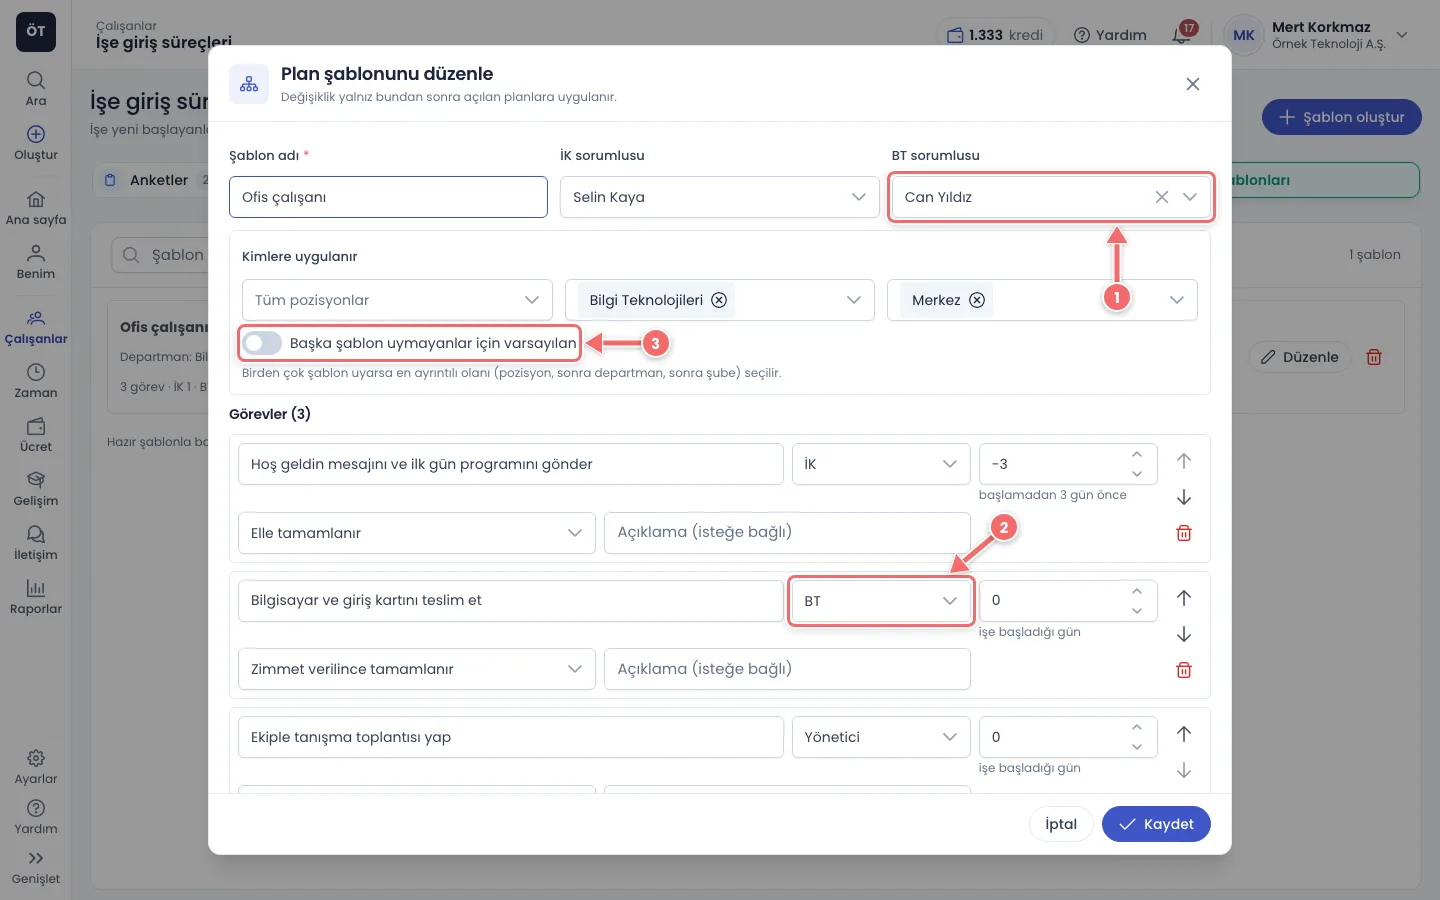 ÖT
Ara
Oluştur
Ana sayfa
Benim
Çalışanlar
Zaman
Ücret
Gelişim
İletişim
Raporlar
Ayarlar
Yardım
Genişlet
Çalışanlar
İşe giriş süreçleri
1.333 kredi
Yardım
17
MK
Mert Korkmaz
Örnek Teknoloji A.Ş.
İşe giriş sür
İşe yeni başlayanla
Şablon oluştur
Anketler 2
ablonları
Şablon
1 şablon
Ofis çalışanı
Departman: Bil
3 görev · İK 1 · B
Düzenle
Hazır şablonla ba
Plan şablonunu düzenle
Değişiklik yalnız bundan sonra açılan planlara uygulanır.
Şablon adı *
İK sorumlusu
BT sorumlusu
Ofis çalışanı
Selin Kaya
Can Yıldız
Kimlere uygulanır
Tüm pozisyonlar
Bilgi Teknolojileri
Merkez
1
Başka şablon uymayanlar için varsayılan
3
Birden çok şablon uyarsa en ayrıntılı olanı (pozisyon, sonra departman, sonra şube) seçilir.
Görevler (3)
Hoş geldin mesajını ve ilk gün programını gönder
İK
-3
başlamadan 3 gün önce
Elle tamamlanır
Açıklama (isteğe bağlı)
2
Bilgisayar ve giriş kartını teslim et
BT
0
işe başladığı gün
Zimmet verilince tamamlanır
Açıklama (isteğe bağlı)
Ekiple tanışma toplantısı yap
Yönetici
0
işe başladığı gün
İptal
Kaydet